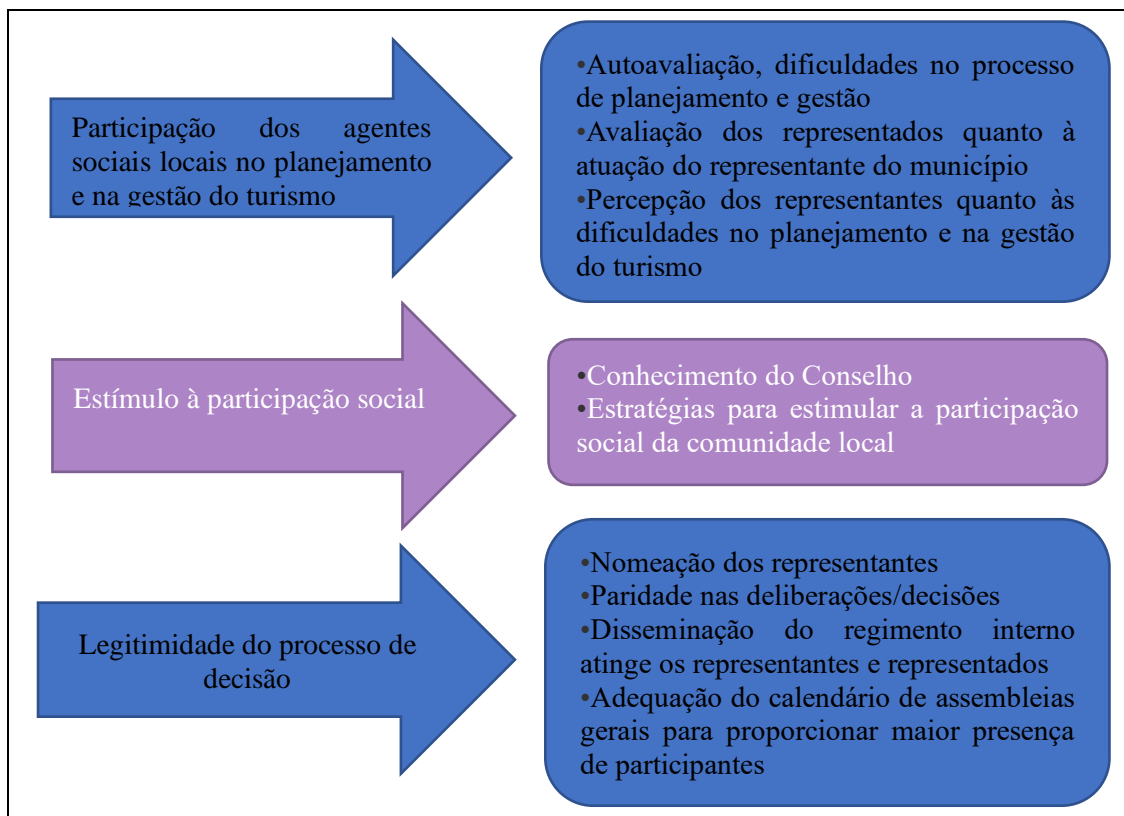 Participação dos agentes
sociais locais no planejamento
e na gestão do turismo
•Autoavaliação, dificuldades no processo
de planejamento e gestão
•Avaliação dos representados quanto à
atuação do representante do município
•Percepção dos representantes quanto às
dificuldades no planejamento e na gestão
do turismo
Estímulo à participação social
•Conhecimento do Conselho
•Estratégias para estimular a participação
social da comunidade local
Legitimidade do processo de
decisão
•Nomeação dos representantes
•Paridade nas deliberações/decisões
•Disseminação do regimento interno
atinge os representantes e representados
•Adequação do calendário de assembleias
gerais para proporcionar maior presença
de participantes